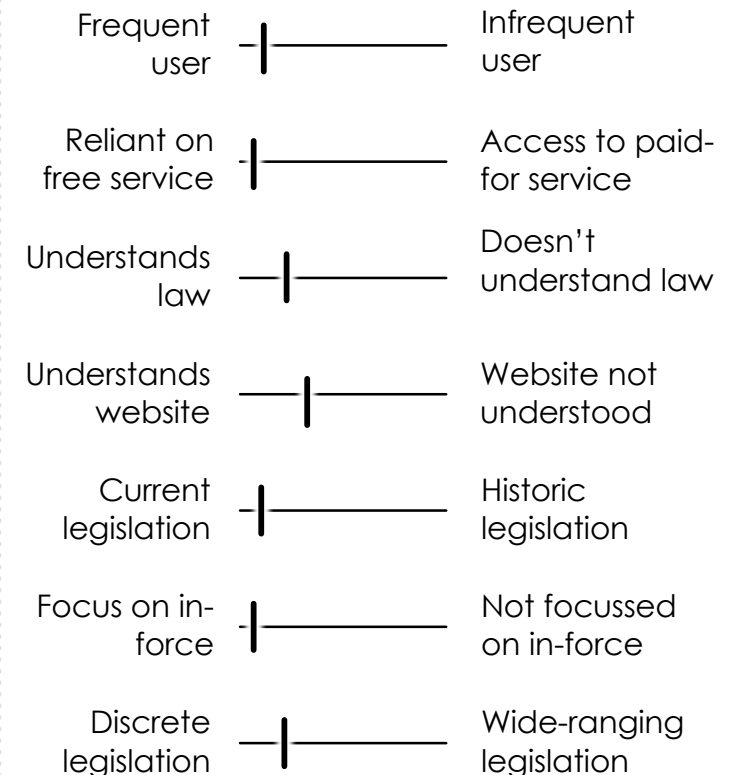 Frequent
user
Infrequent
user
Reliant on
free service
Access to paid-
for service
Understands
law
Doesn’t
understand law
Understands
website
Website not
understood
Current
legislation
Historic
legislation
Focus on in-
force
Not focussed
on in-force
Discrete
legislation
Wide-ranging
legislation